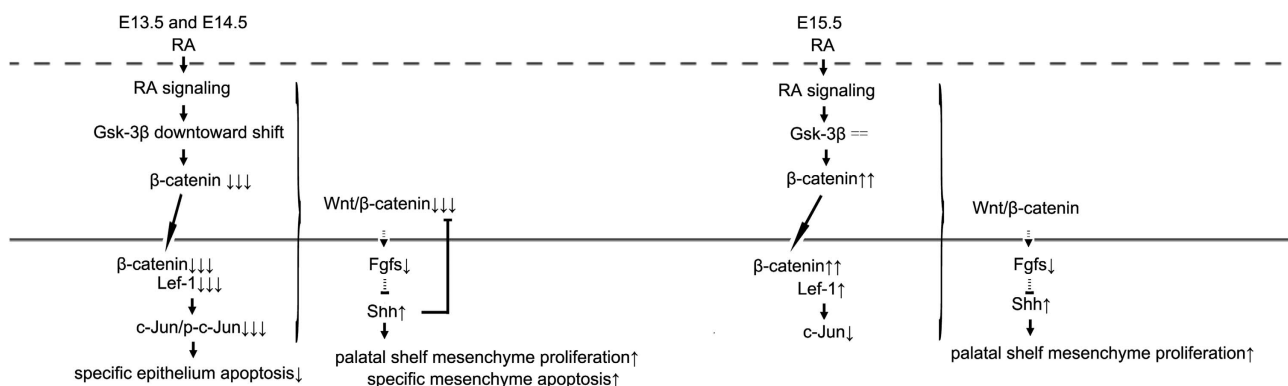 E13.5 and E14.5
RA
RA signaling
Gsk-3β downtoward shift
β-catenin ↓↓↓
β-catenin↓↓↓
Lef-1↓↓↓
c-Jun/p-c-Jun↓↓↓
specific epithelium apoptosis↓
Wnt/β-catenin↓↓↓
Fgfs↓
Shh↑
palatal shelf mesenchyme proliferation↑
specific mesenchyme apoptosis↑
E15.5
RA
RA signaling
Gsk-3β ==
β-catenin↑↑
β-catenin↑↑
Lef-1↑
c-Jun↓
Wnt/β-catenin
Fgfs↓
Shh↑
palatal shelf mesenchyme proliferation↑